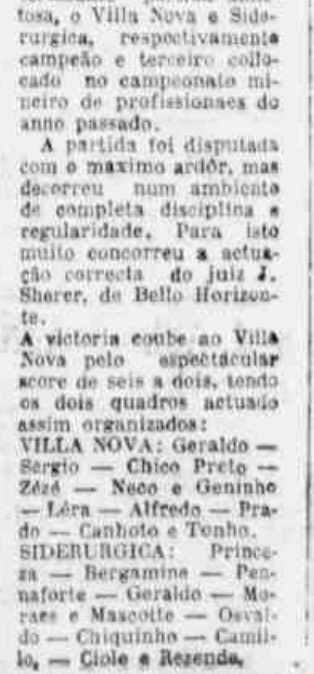 tosa, o Villa Nova e Side-
rurgica, respectivamente
campeão e terceiro collo-
cado no campeonato mi-
neiro de profissionaes do
anno passado.
A partida foi disputada
com o maximo ardôr, mas
decorreu num ambiente
de completa disciplina e
regularidade. Para isto
muito concorreu a actua-
ção correcta do juiz J.
Sherer, de Bello Horizon-
te.
A victoria coube ao Villa
Nova pelo espectacular
score de seis a dois, tendo
os dois quadros actuado
assim organizados:
VILLA NOVA: Geraldo —
Sergio — Chico Preto —
Zézé — Neco e Geninho
— Léra — Alfredo — Pra-
do — Canhoto e Tonho.
SIDERURGICA: Prince-
za — Bergamine — Pen-
naforte — Geraldo — Mo-
raes e Mascotte — Osval-
do — Chiquinho — Camil-
lo, — Ciole e Rezende.